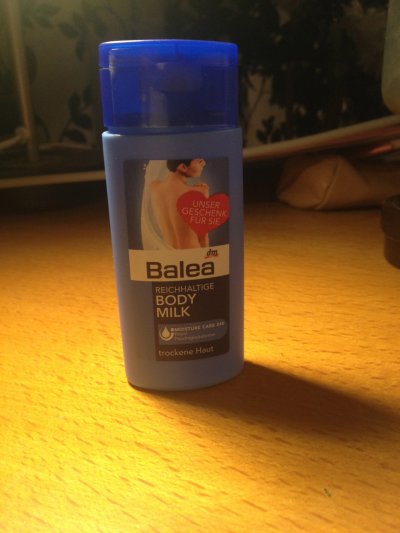 UNSER
GESCHENK
FÜR SIE
dm
Balea
REICHHALTIGE
BODY
MILK
MOISTURE CARE 24H
trockene Haut